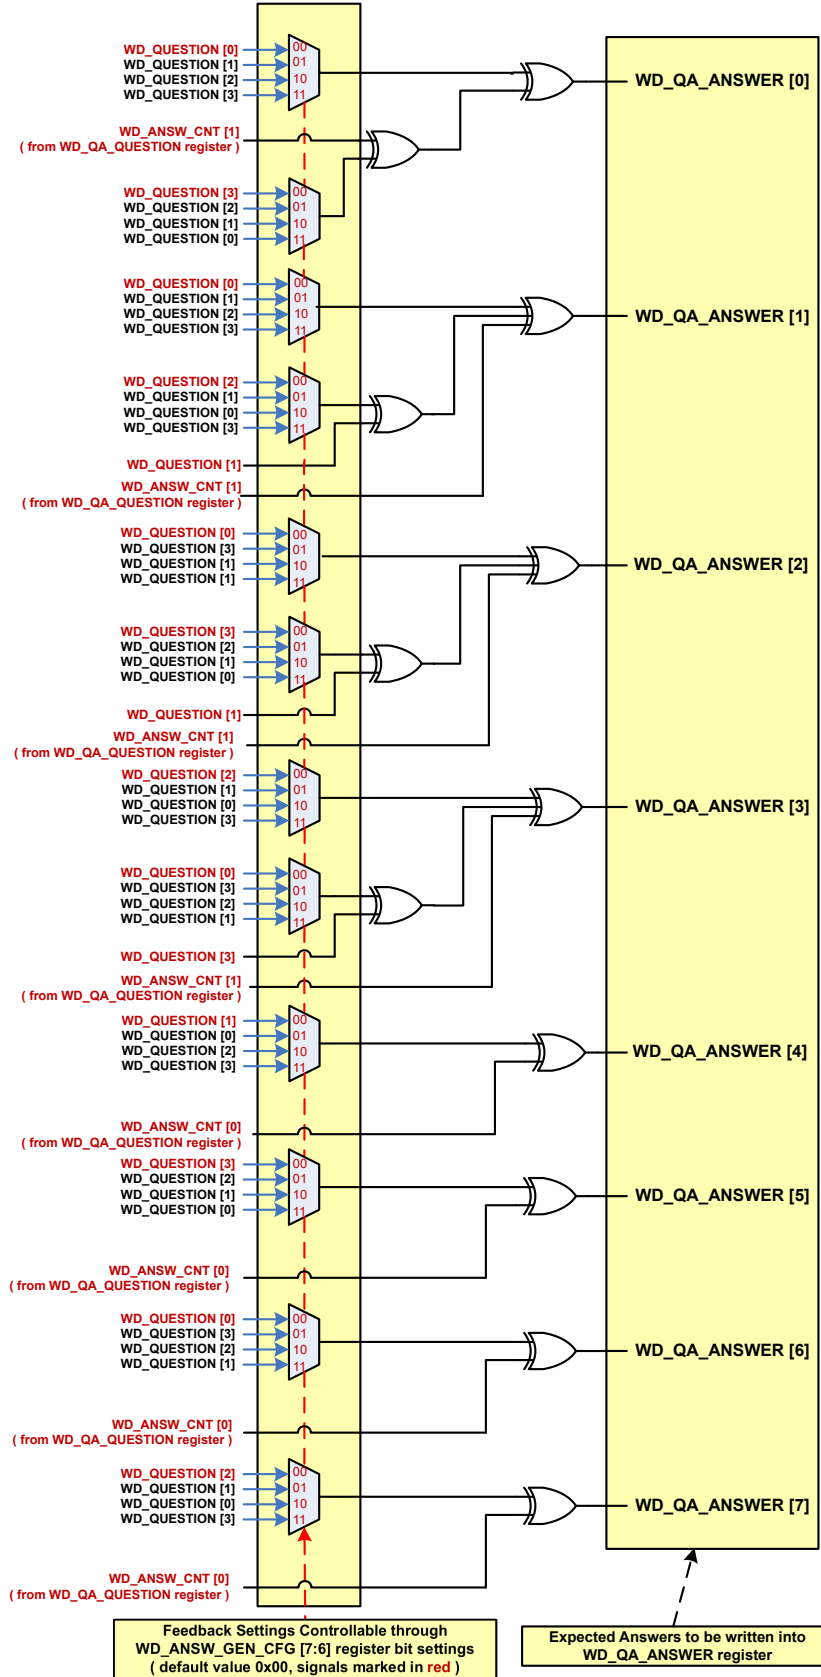 WD_QUESTION [0]
WD_QUESTION [1]
WD_QUESTION [2]
WD_QUESTION [3]
00
01
10
11
WD_QA_ANSWER [0]
WD_ANSW_CNT [1]
( from WD_QA_QUESTION register )
WD_QUESTION [3]
WD_QUESTION [2]
WD_QUESTION [1]
WD_QUESTION [0]
00
01
10
11
WD_QUESTION [0]
WD_QUESTION [1]
WD_QUESTION [2]
WD_QUESTION [3]
00
01
10
11
WD_QA_ANSWER [1]
WD_QUESTION [2]
WD_QUESTION [1]
WD_QUESTION [0]
WD_QUESTION [3]
00
01
10
11
WD_QUESTION [1]
WD_ANSW_CNT [1]
( from WD_QA_QUESTION register )
WD_QUESTION [0]
WD_QUESTION [3]
WD_QUESTION [1]
WD_QUESTION [1]
00
01
10
11
WD_QA_ANSWER [2]
WD_QUESTION [3]
WD_QUESTION [2]
WD_QUESTION [1]
WD_QUESTION [0]
00
01
10
11
WD_QUESTION [1]
WD_ANSW_CNT [1]
( from WD_QA_QUESTION register )
WD_QUESTION [2]
WD_QUESTION [1]
WD_QUESTION [0]
WD_QUESTION [3]
00
01
10
11
WD_QA_ANSWER [3]
WD_QUESTION [0]
WD_QUESTION [3]
WD_QUESTION [2]
WD_QUESTION [1]
00
01
10
11
WD_QUESTION [3]
WD_ANSW_CNT [1]
( from WD_QA_QUESTION register )
WD_QUESTION [1]
WD_QUESTION [0]
WD_QUESTION [2]
WD_QUESTION [3]
00
01
10
11
WD_QA_ANSWER [4]
WD_ANSW_CNT [0]
( from WD_QA_QUESTION register )
WD_QUESTION [3]
WD_QUESTION [2]
WD_QUESTION [1]
WD_QUESTION [0]
00
01
10
11
WD_QA_ANSWER [5]
WD_ANSW_CNT [0]
( from WD_QA_QUESTION register )
WD_QUESTION [0]
WD_QUESTION [3]
WD_QUESTION [2]
WD_QUESTION [1]
00
01
10
11
WD_QA_ANSWER [6]
WD_ANSW_CNT [0]
( from WD_QA_QUESTION register )
WD_QUESTION [2]
WD_QUESTION [1]
WD_QUESTION [0]
WD_QUESTION [3]
00
01
10
11
WD_QA_ANSWER [7]
WD_ANSW_CNT [0]
( from WD_QA_QUESTION register )
Feedback Settings Controllable through
WD_ANSW_GEN_CFG [7:6] register bit settings
( default value 0x00, signals marked in red )
Expected Answers to be written into
WD_QA_ANSWER register